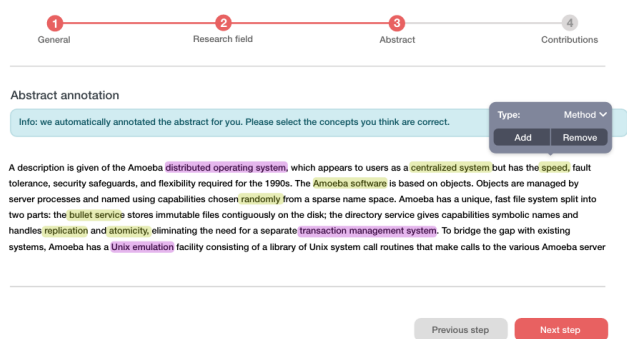 1 2 3 4
General Research field Abstract Contributions
Abstract annotation
Info: we automatically annotated the abstract for you. Please select the concepts you think are correct.
Type: Method
Add Remove
A description is given of the Amoeba distributed operating system, which appears to users as a centralized system but has the speed, fault
tolerance, security safeguards, and flexibility required for the 1990s. The Amoeba software is based on objects. Objects are managed by
server processes and named using capabilities chosen randomly from a sparse name space. Amoeba has a unique, fast file system split into
two parts: the bullet service stores immutable files contiguously on the disk; the directory service gives capabilities symbolic names and
handles replication and atomicity, eliminating the need for a separate transaction management system. To bridge the gap with existing
systems, Amoeba has a Unix emulation facility consisting of a library of Unix system call routines that make calls to the various Amoeba server
Previous step Next step